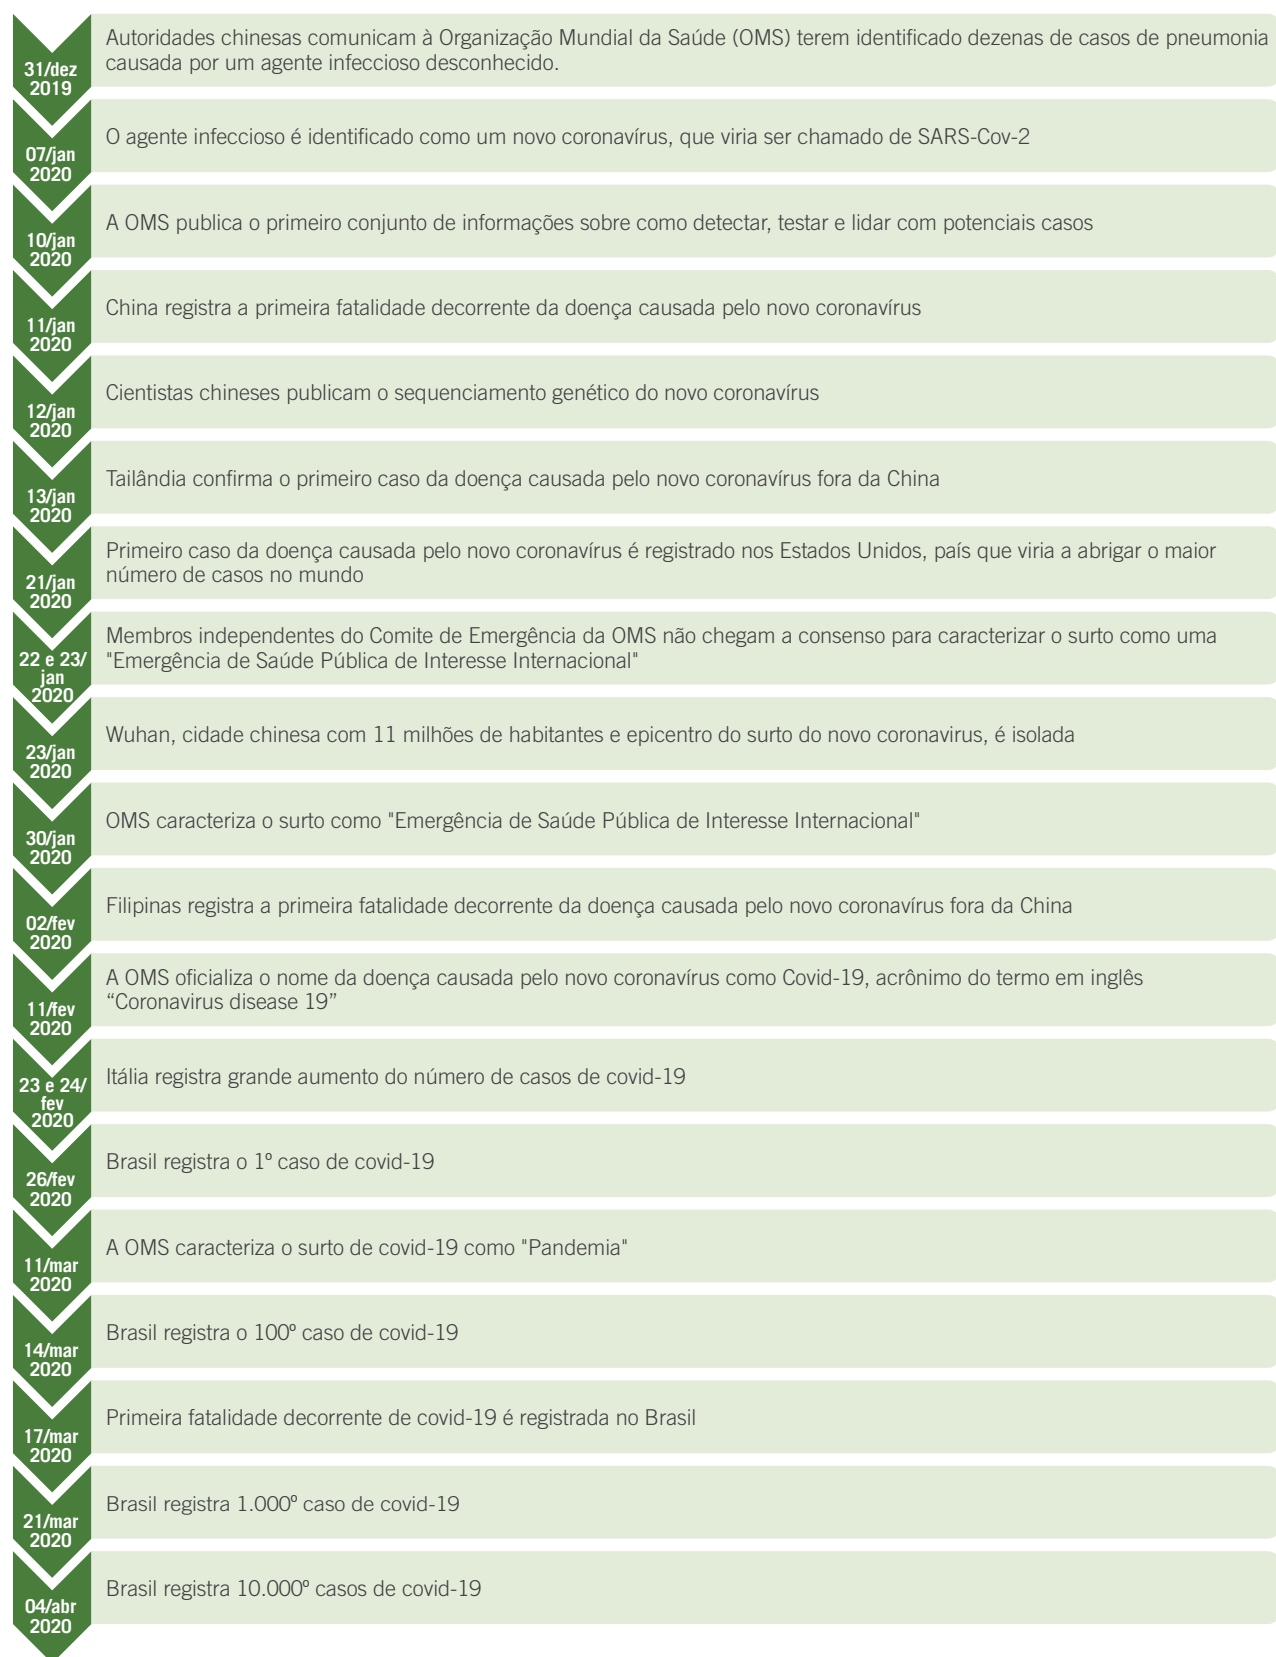 31/dez
2019
Autoridades chinesas comunicam à Organização Mundial da Saúde (OMS) terem identificado dezenas de casos de pneumonia
causada por um agente infeccioso desconhecido.
07/jan
2020
O agente infeccioso é identificado como um novo coronavírus, que viria ser chamado de SARS-Cov-2
10/jan
2020
A OMS publica o primeiro conjunto de informações sobre como detectar, testar e lidar com potenciais casos
11/jan
2020
China registra a primeira fatalidade decorrente da doença causada pelo novo coronavírus
12/jan
2020
Cientistas chineses publicam o sequenciamento genético do novo coronavírus
13/jan
2020
Tailândia confirma o primeiro caso da doença causada pelo novo coronavírus fora da China
21/jan
2020
Primeiro caso da doença causada pelo novo coronavírus é registrado nos Estados Unidos, país que viria a abrigar o maior
número de casos no mundo
22 e 23/
jan
2020
Membros independentes do Comite de Emergência da OMS não chegam a consenso para caracterizar o surto como uma
"Emergência de Saúde Pública de Interesse Internacional"
23/jan
2020
Wuhan, cidade chinesa com 11 milhões de habitantes e epicentro do surto do novo coronavirus, é isolada
30/jan
2020
OMS caracteriza o surto como "Emergência de Saúde Pública de Interesse Internacional"
02/fev
2020
Filipinas registra a primeira fatalidade decorrente da doença causada pelo novo coronavírus fora da China
11/fev
2020
A OMS oficializa o nome da doença causada pelo novo coronavírus como Covid-19, acrônimo do termo em inglês
“Coronavirus disease 19”
23 e 24/
fev
2020
Itália registra grande aumento do número de casos de covid-19
26/fev
2020
Brasil registra o 1º caso de covid-19
11/mar
2020
A OMS caracteriza o surto de covid-19 como "Pandemia"
14/mar
2020
Brasil registra o 100º caso de covid-19
17/mar
2020
Primeira fatalidade decorrente de covid-19 é registrada no Brasil
21/mar
2020
Brasil registra 1.000º caso de covid-19
04/abr
2020
Brasil registra 10.000º casos de covid-19